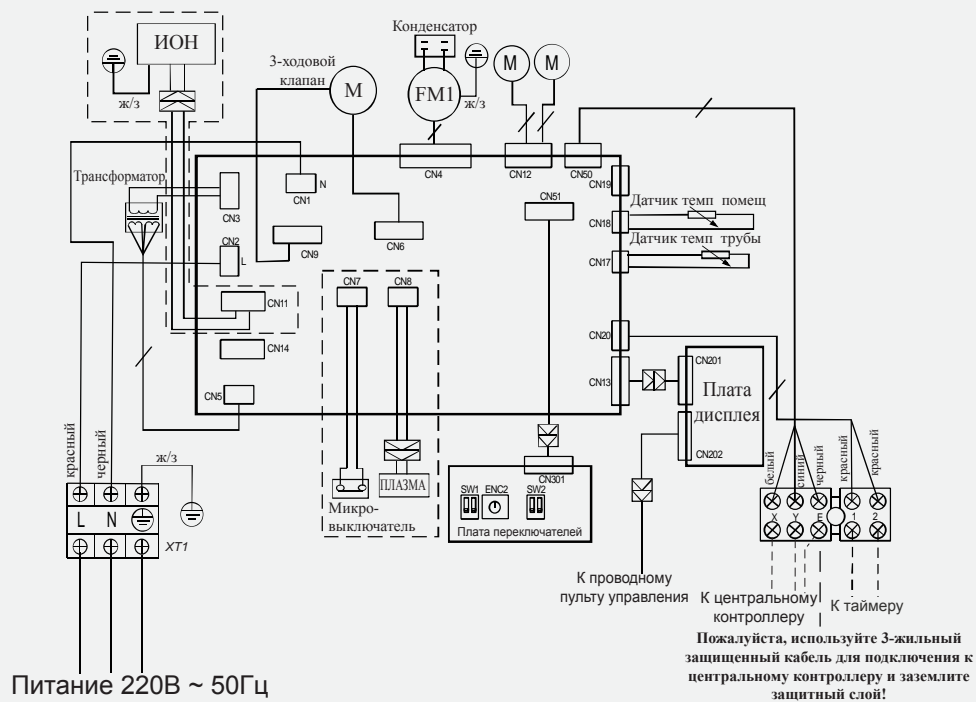 Конденсатор
ИОН
ж/з
3-ходовой
клапан
M
FM1
ж/з
M
M
Трансформатор
CN3
CN1
N
CN4
CN12
CN50
CN19
CN51
CN18
Датчик темп помещ
CN2
L
CN9
CN6
Датчик темп трубы
CN17
CN11
CN7
CN8
CN14
CN20
CN5
CN13
CN201
Плата
дисплея
CN202
красный
черный
ж/з
L
N
XT1
ПЛАЗМА
Микро-
выключатель
CN301
SW1
ENC2
SW2
Плата переключателей
белый
синий
черный
красный
красный
X
Y
E
1
2
К проводному
пульту управления
К центральному
контроллеру
К таймеру
Пожалуйста, используйте 3-жильный
защищенный кабель для подключения к
центральному контроллеру и заземлите
защитный слой!
Питание 220В ~ 50Гц